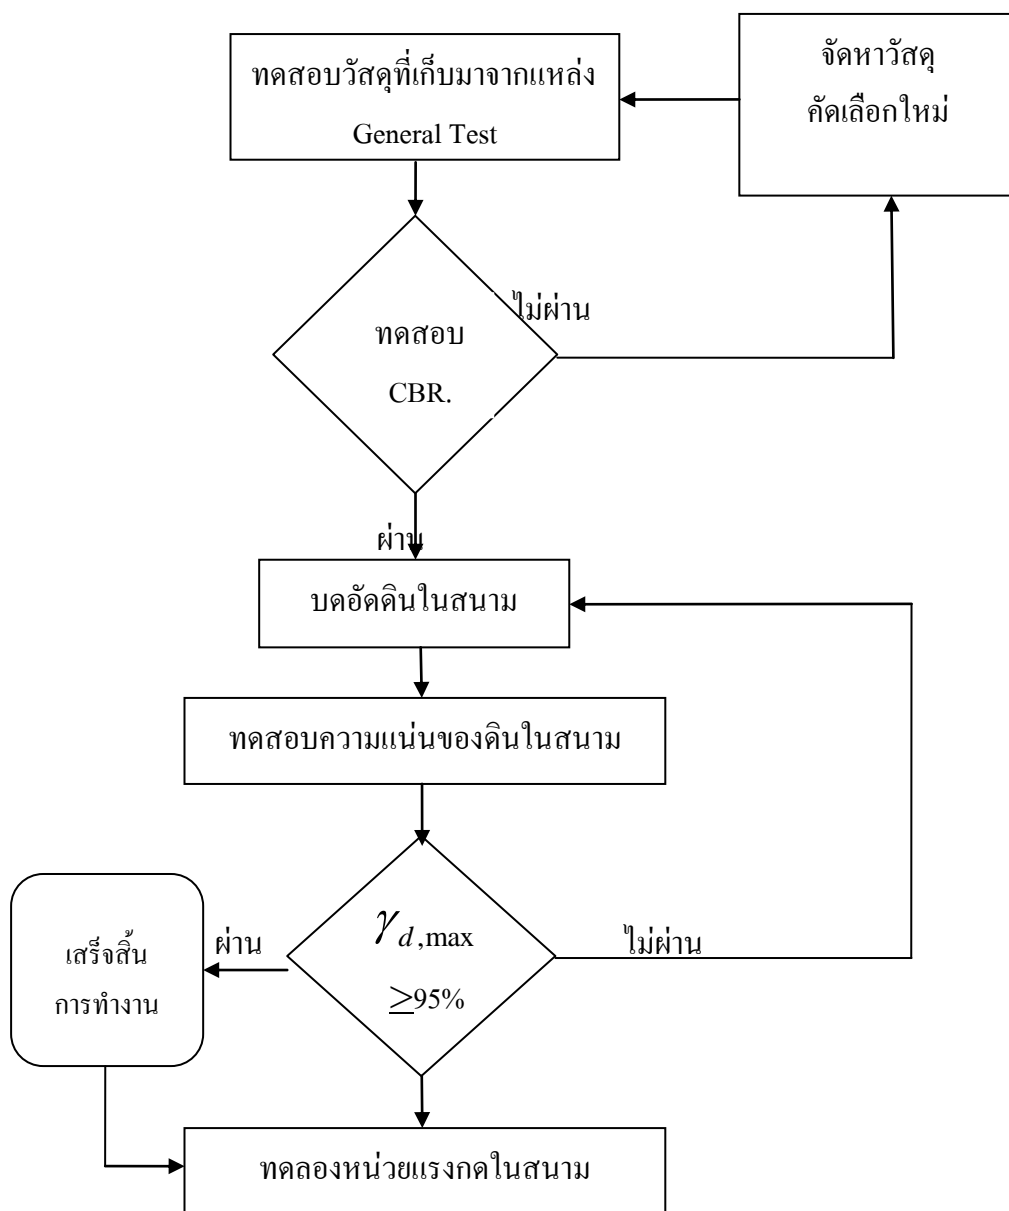 ทดสอบวัสดุที่เก็บมาจากแหล่ง
General Test
จัดหาวัสดุ
คัดเลือกใหม่
ไม่ผ่าน
ทดสอบ
CBR.
ผ่าน
บดอัดดินในสนาม
ทดสอบความแน่นของดินในสนาม
γd,max
≥95%
ผ่าน
ไม่ผ่าน
เสร็จสิ้น
การทำงาน
ทดลองหน่วยแรงกดในสนาม